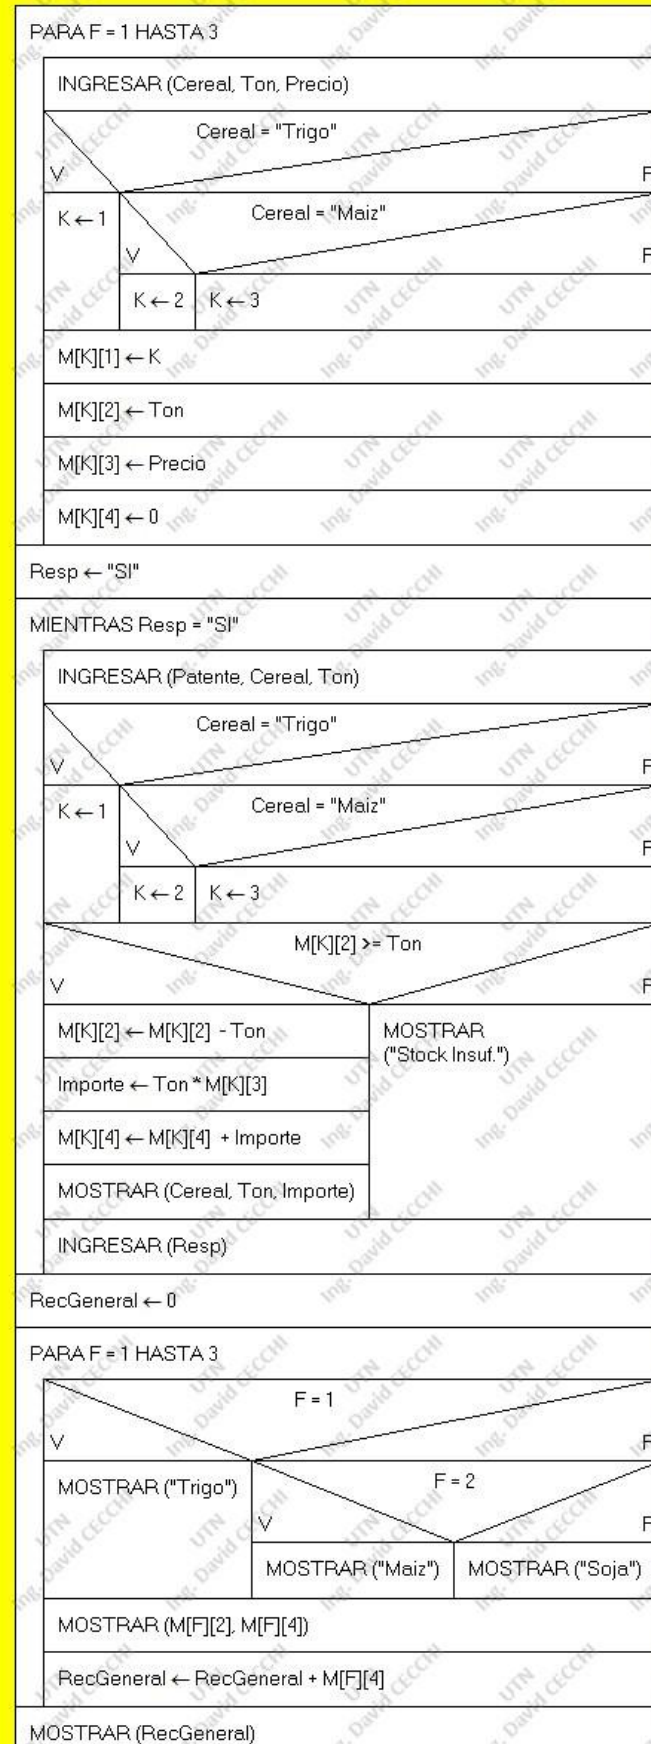 PARA F = 1 HASTA 3
INGRESAR (Cereal, Ton, Precio)
Cereal = "Trigo"
V
F
K ← 1
Cereal = "Maiz"
V
F
K ← 2
K ← 3
M[K][1] ← K
M[K][2] ← Ton
M[K][3] ← Precio
M[K][4] ← 0
Resp ← "SI"
MIENTRAS Resp = "SI"
INGRESAR (Patente, Cereal, Ton)
Cereal = "Trigo"
V
F
K ← 1
Cereal = "Maiz"
V
F
K ← 2
K ← 3
M[K][2] >= Ton
V
F
M[K][2] ← M[K][2] - Ton
MOSTRAR
("Stock Insuf.")
Importe ← Ton * M[K][3]
M[K][4] ← M[K][4] + Importe
MOSTRAR (Cereal, Ton, Importe)
INGRESAR (Resp)
RecGeneral ← 0
PARA F = 1 HASTA 3
F = 1
V
F
MOSTRAR ("Trigo")
F = 2
V
F
MOSTRAR ("Maiz")
MOSTRAR ("Soja")
MOSTRAR (M[F][2], M[F][4])
RecGeneral ← RecGeneral + M[F][4]
MOSTRAR (RecGeneral)
UTN
Ing. David CECCHI